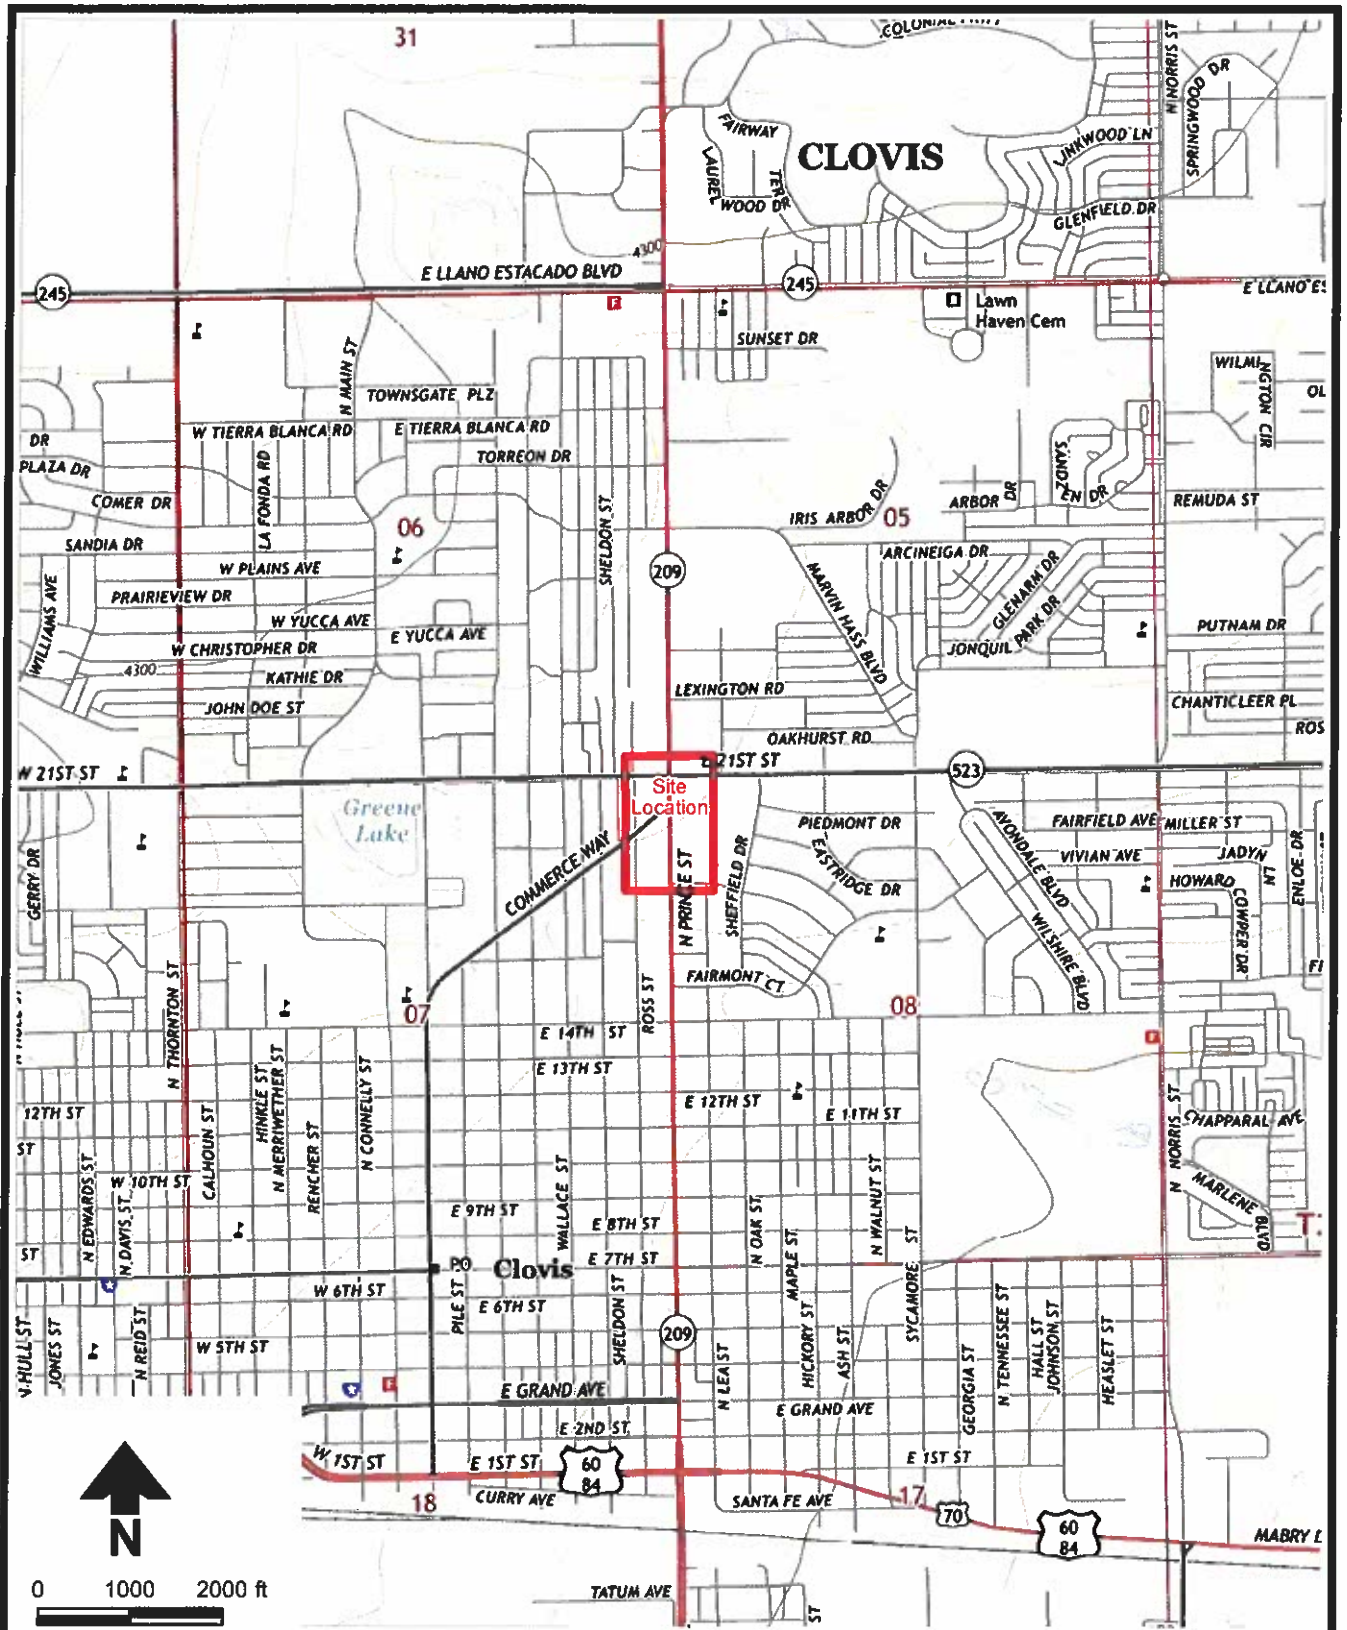 31
COLONIAL PKWY
N NORRIS ST
SPRINGWOOD DR
FAIRWAY
LAUREL
TER
WOOD DR
CLOVIS
LINKWOOD LN
GLENFIELD DR
4300
E LLANO ESTACADO BLVD
245
245
E LLANO ES
F
Lawn
Haven Cem
SUNSET DR
N MAIN ST
WILMI
NGTON CIR
TOWNSGATE PLZ
OL
W TIERRA BLANCA RD
E TIERRA BLANCA RD
DR
PLAZA DR
TORREON DR
LA FONDA RD
SANDZ
EN DR
COMER DR
SHELDON ST
IRIS ARBOR DR
ARBOR DR
REMUDA ST
06
05
SANDIA DR
ARCINEIGA DR
W PLAINS AVE
209
MARVIN HASS BLVD
GLENARM DR
WILLIAMS AVE
PRAIRIEVIEW DR
PARK DR
W YUCCA AVE
E YUCCA AVE
PUTNAM DR
W CHRISTOPHER DR
JONQUIL
4300
KATHIE DR
LEXINGTON RD
JOHN DOE ST
CHANTICLEER PL
OAKHURST RD
ROS
W 21ST ST
E 21ST ST
523
Site
Location
Greene
Lake
PIEDMONT DR
AVONDALE BLVD
FAIRFIELD AVE
MILLER ST
COMMERCE WAY
EASTRIDGE DR
VIVIAN AVE
JADYN
LN
ENLOE DR
GERRY DR
N PRINCE ST
SHEFFIELD DR
HOWARD
COWPER DR
WILSHIRE BLVD
FAIRMONT CT
N THORNTON ST
ROSS ST
07
08
E 14TH ST
F
E 13TH ST
HINKLE ST
N MERRIWETHER ST
N CONNELLY ST
12TH ST
E 12TH ST
E 11TH ST
N NORRIS ST
CHAPPARAL AVE
ST
CALHOUN ST
RENCHER ST
N EDWARDS ST
W 10TH ST
WALLACE ST
N WALNUT ST
MARLENE BLVD
N DAVIS ST
E 9TH ST
E 8TH ST
N OAK ST
T
ST
E 7TH ST
MAPLE ST
SYCAMORE ST
PO
Clovis
W 6TH ST
PILE ST
E 6TH ST
SHELDON ST
N TENNESSEE ST
N HULL ST
JONES ST
N REID ST
W 5TH ST
209
HICKORY ST
ASH ST
HALL ST
JOHNSON ST
HEASLET ST
N LEA ST
GEORGIA ST
F
E GRAND AVE
E GRAND AVE
E 2ND ST
W 1ST ST
E 1ST ST
60
84
E 1ST ST
18
CURRY AVE
SANTA FE AVE
17
70
60
84
MABRY
N
0 1000 2000 ft
TATUM AVE
ST